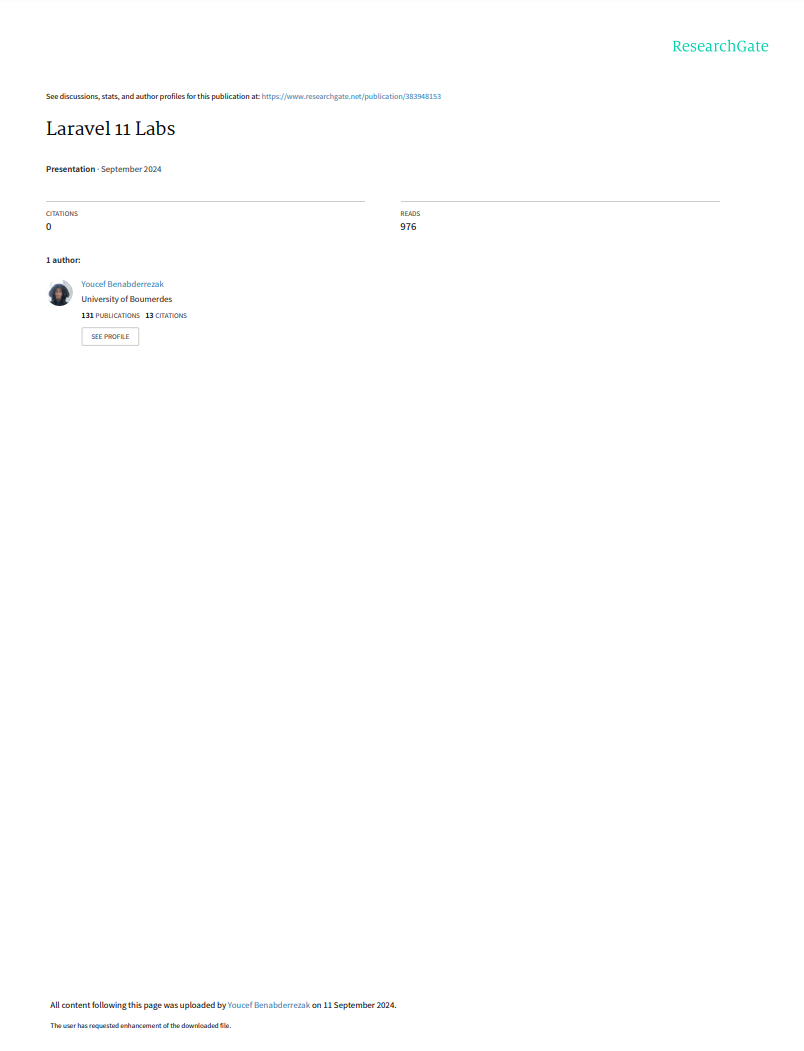 ResearchGate
See discussions, stats, and author profiles for this publication at: https://www.researchgate.net/publication/383948153
Laravel 11 Labs
Presentation · September 2024
CITATIONS
0
READS
976
1 author:
Youcef Benabderrezak
University of Boumerdes
131 PUBLICATIONS 13 CITATIONS
SEE PROFILE
All content following this page was uploaded by Youcef Benabderrezak on 11 September 2024.
The user has requested enhancement of the downloaded file.